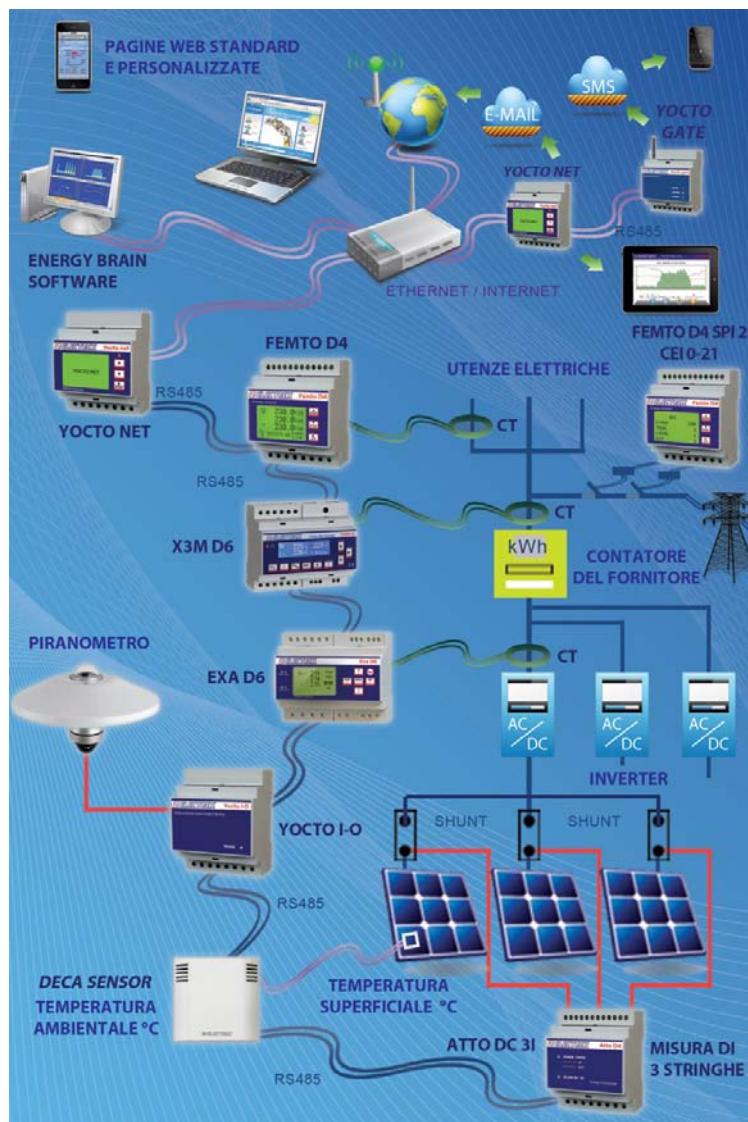 PAGINE WEB STANDARD
E PERSONALIZZATE
SMS
E-MAIL
YOCTO
GATE
YOCTO NET
RS485
ENERGY BRAIN
SOFTWARE
ETHERNET / INTERNET
FEMTO D4 SPI 2
CEI 0-21
FEMTO D4
UTENZE ELETTRICHE
RS485
YOCTO NET
CT
RS485
X3M D6
CT
kWh
CONTATORE
DEL FORNITORE
PIRANOMETRO
EXA D6
CT
AC/DC
AC/DC
AC/DC
INVERTER
YOCTO I-O
SHUNT
SHUNT
RS485
DECA SENSOR
TEMPERATURA
AMBIENTALE °C
TEMPERATURA
SUPERFICIALE °C
ATTO DC 3I
MISURA DI
3 STRINGHE
RS485